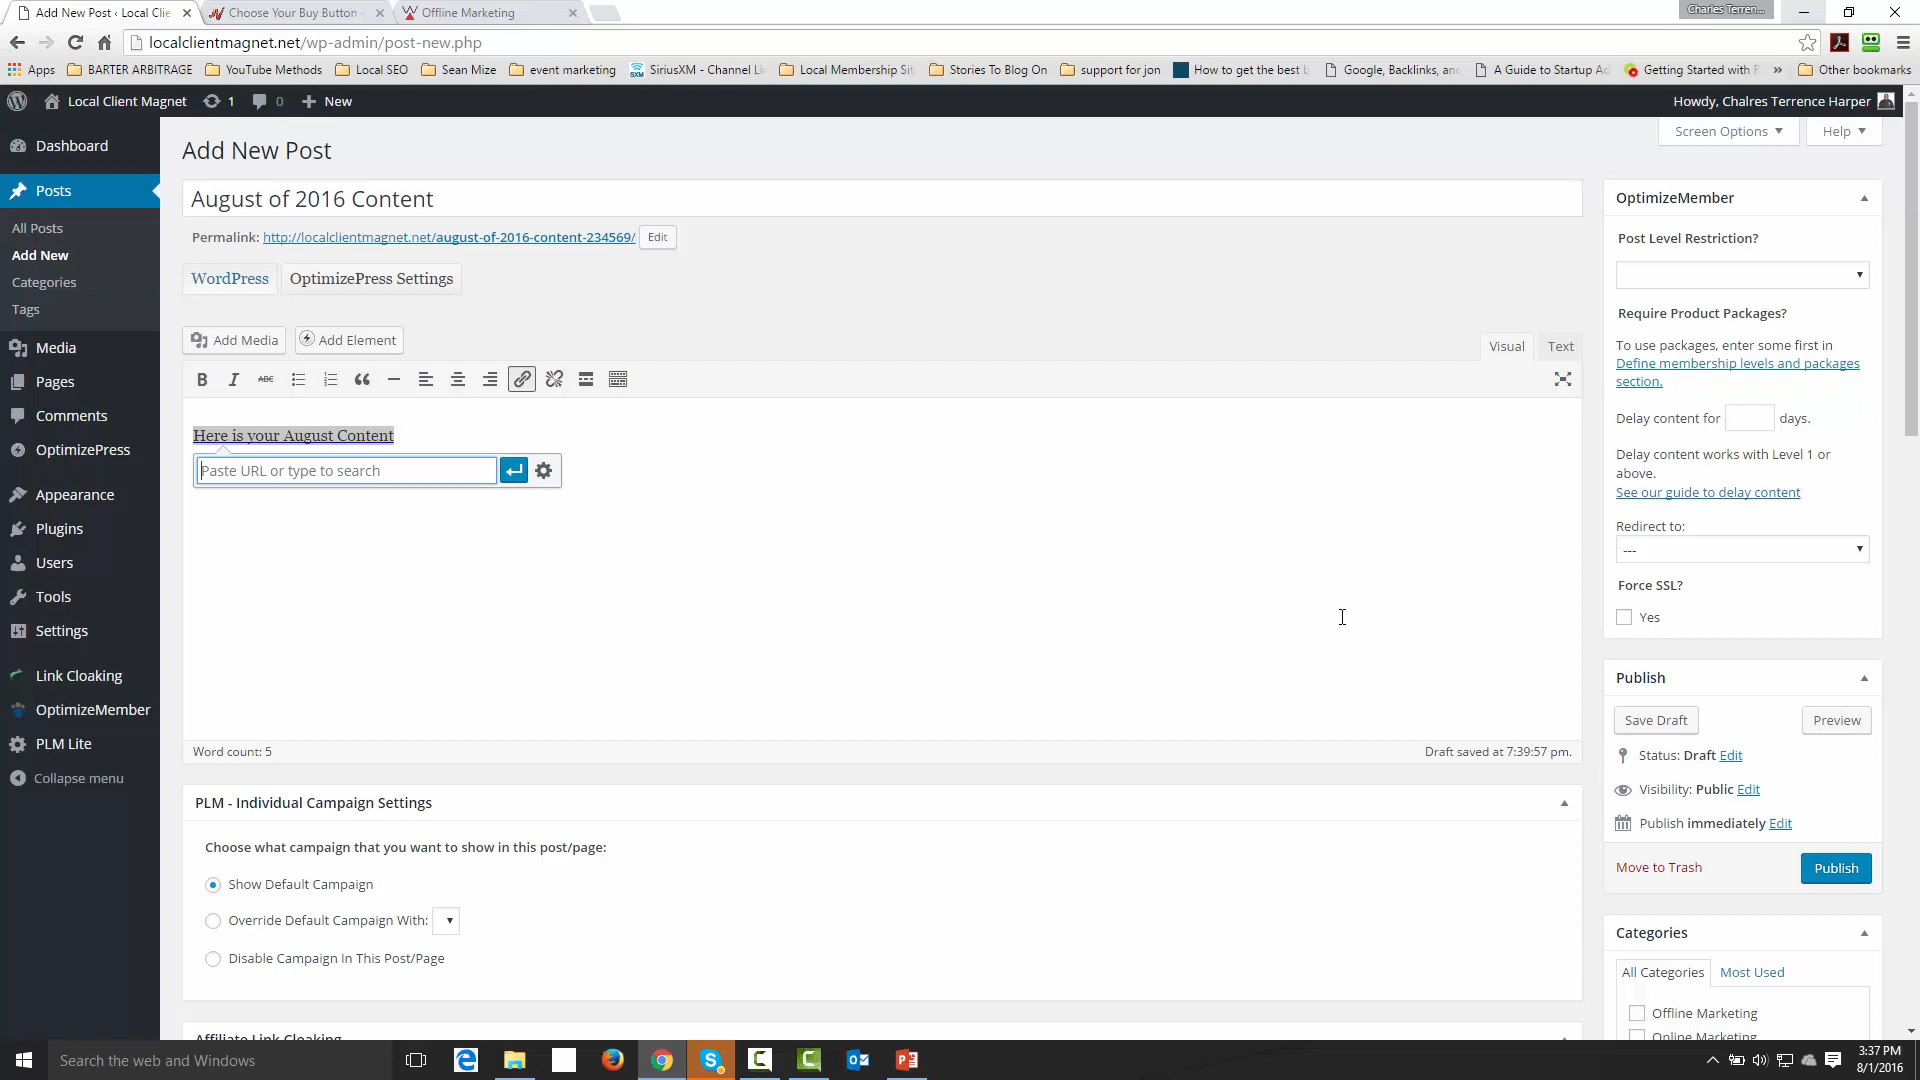 Add New Post ‹ Local Clie
Choose Your Buy Button
Offline Marketing
Charles Terren...
localclientmagnet.net/wp-admin/post-new.php
Apps
BARTER ARBITRAGE
YouTube Methods
Local SEO
Sean Mize
event marketing
SiriusXM - Channel Li
Local Membership Sit
Stories To Blog On
support for jon
How to get the best b
Google, Backlinks, and
A Guide to Startup Ad
Getting Started with F
»
Other bookmarks
Local Client Magnet
1
0
New
Howdy, Chalres Terrence Harper
Screen Options
Help
Dashboard
Posts
All Posts
Add New
Categories
Tags
Media
Pages
Comments
OptimizePress
Appearance
Plugins
Users
Tools
Settings
Link Cloaking
OptimizeMember
PLM Lite
Collapse menu
Add New Post
August of 2016 Content
Permalink: http://localclientmagnet.net/august-of-2016-content-234569/ Edit
WordPress
OptimizePress Settings
Add Media
Add Element
Visual
Text
B I ABC
Here is your August Content
Paste URL or type to search
Word count: 5
Draft saved at 7:39:57 pm.
PLM - Individual Campaign Settings
Choose what campaign that you want to show in this post/page:
Show Default Campaign
Override Default Campaign With:
Disable Campaign In This Post/Page
Affiliate Link Cloaking
OptimizeMember
Post Level Restriction?
Require Product Packages?
To use packages, enter some first in
Define membership levels and packages
section.
Delay content for days.
Delay content works with Level 1 or
above.
See our guide to delay content
Redirect to:
---
Force SSL?
Yes
Publish
Save Draft
Preview
Status: Draft Edit
Visibility: Public Edit
Publish immediately Edit
Move to Trash
Publish
Categories
All Categories
Most Used
Offline Marketing
Online Marketing
Search the web and Windows
3:37 PM
8/1/2016